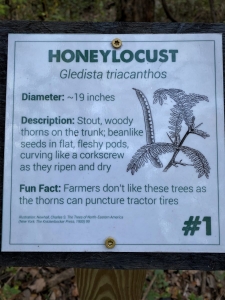 HONEYLOCUST
Gledista triacanthos
Diameter: ~19 inches
Description: Stout, woody
thorns on the trunk; beanlike
seeds in flat, fleshy pods,
curving like a corkscrew
as they ripen and dry
Fun Fact: Farmers don't like these trees as
the thorns can puncture tractor tires
#1